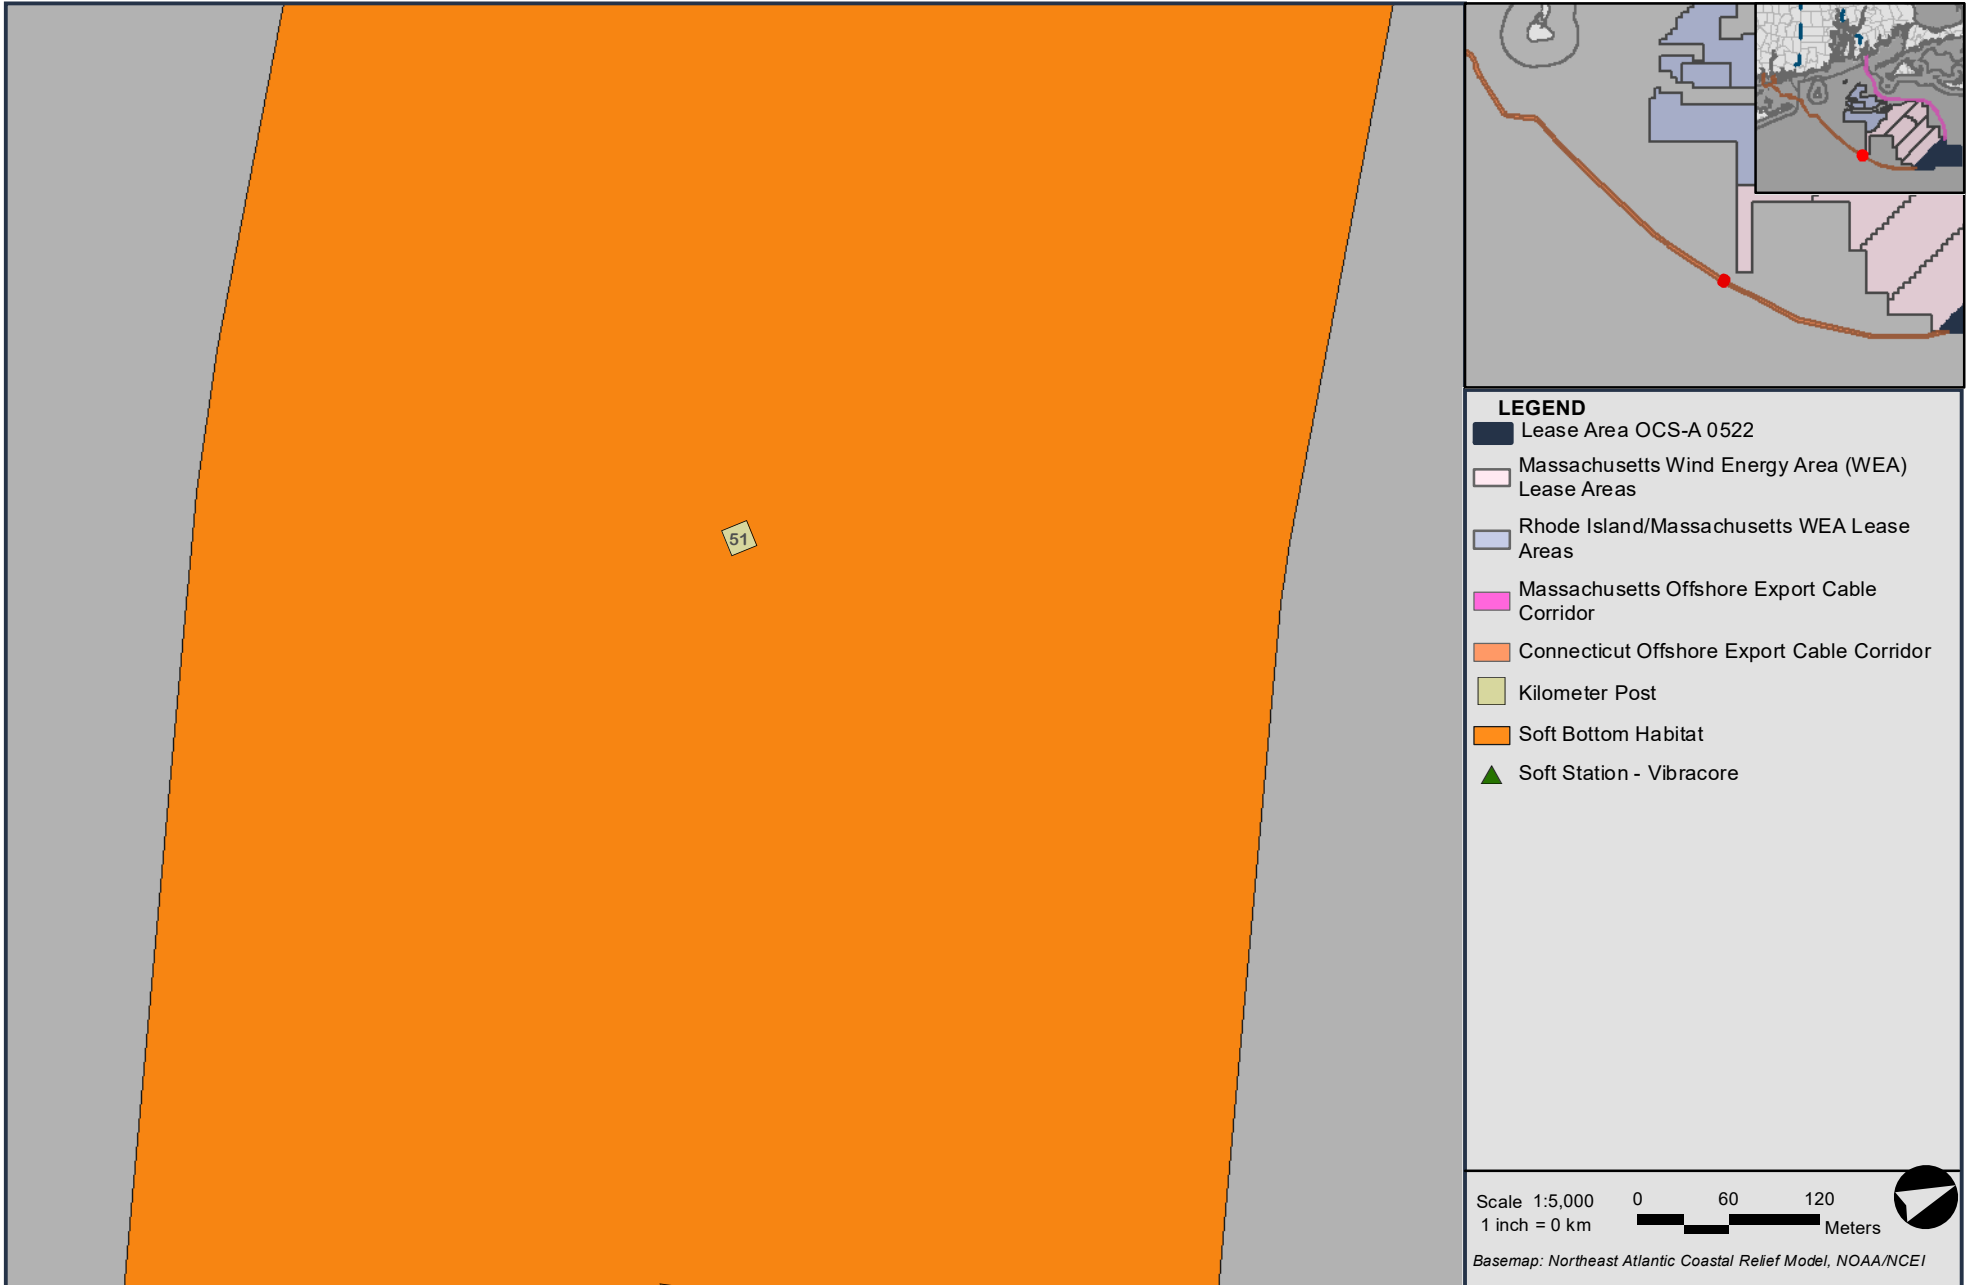 51
LEGEND
Lease Area OCS-A 0522
Massachusetts Wind Energy Area (WEA)
Lease Areas
Rhode Island/Massachusetts WEA Lease
Areas
Massachusetts Offshore Export Cable
Corridor
Connecticut Offshore Export Cable Corridor
Kilometer Post
Soft Bottom Habitat
Soft Station - Vibracore
Scale 1:5,000
1 inch = 0 km
0 60 120
Meters
Basemap: Northeast Atlantic Coastal Relief Model, NOAA/NCEI